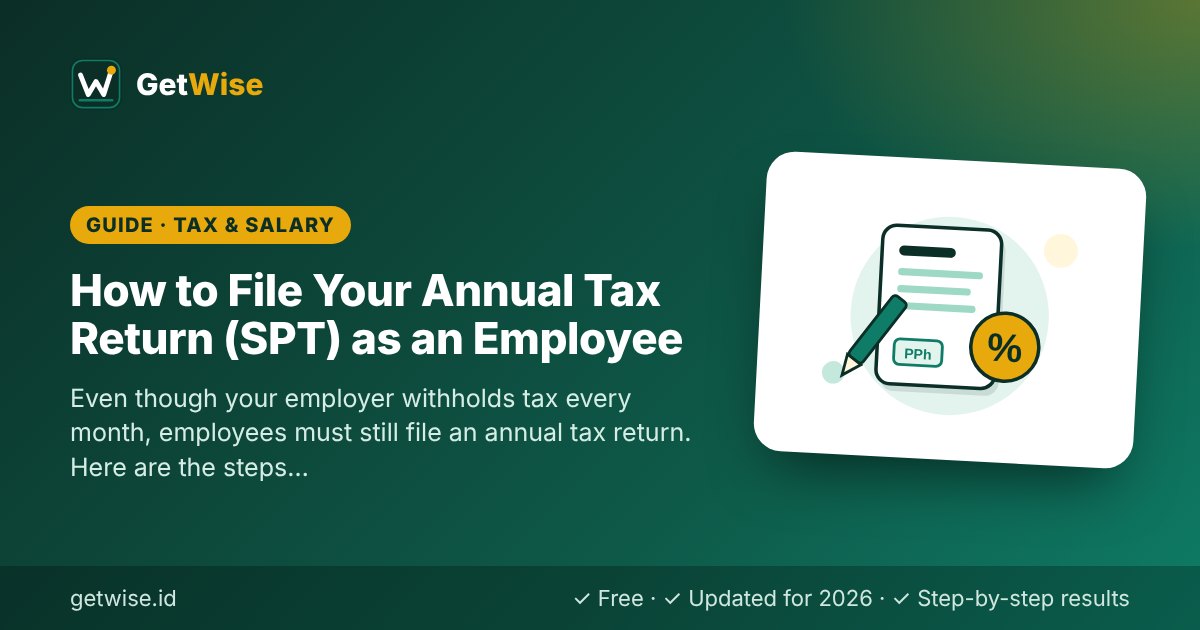 W GetWise
GUIDE · TAX & SALARY
How to File Your Annual Tax
Return (SPT) as an Employee
Even though your employer withholds tax every
month, employees must still file an annual tax return.
Here are the steps...
PPh
%
getwise.id
✓ Free · ✓ Updated for 2026 · ✓ Step-by-step results